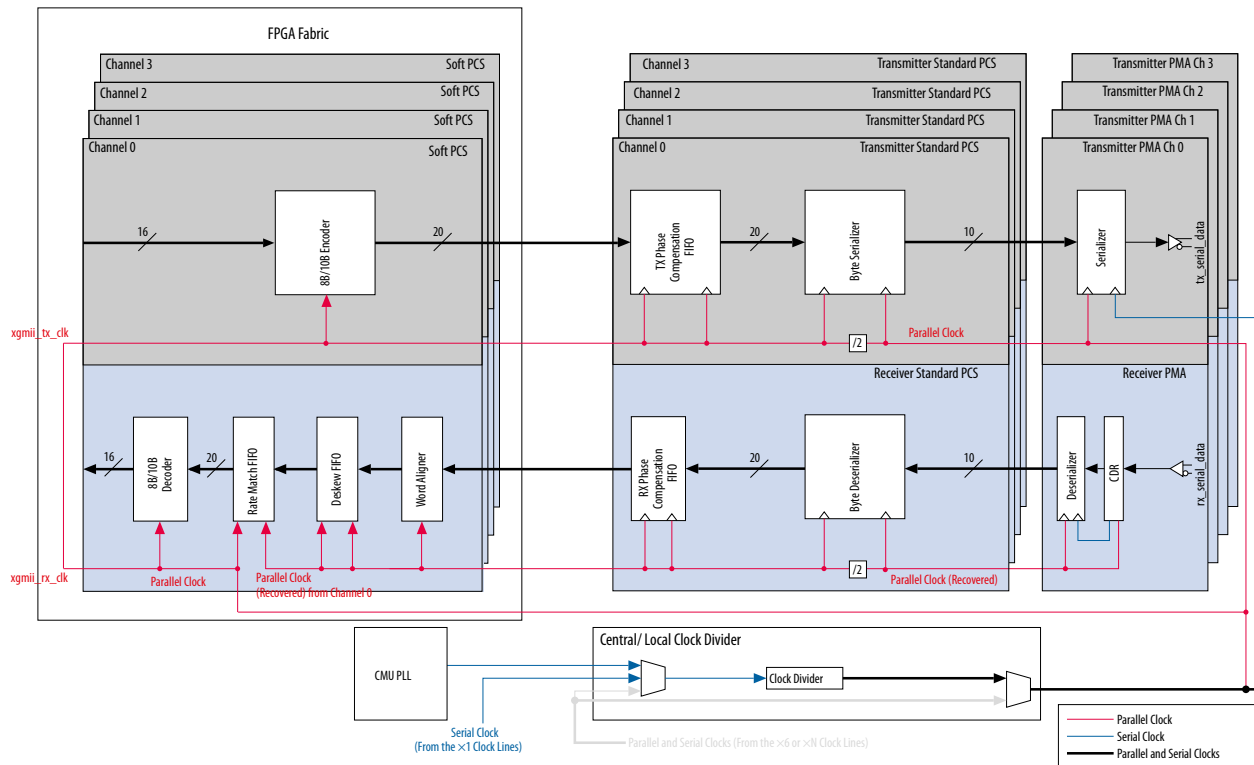 FPGA Fabric
Channel 3
Soft PCS
Channel 3
Transmitter Standard PCS
Transmitter PMA Ch 3
Channel 2
Soft PCS
Channel 2
Transmitter Standard PCS
Transmitter PMA Ch 2
Channel 1
Soft PCS
Channel 1
Transmitter Standard PCS
Transmitter PMA Ch 1
Channel 0
Soft PCS
Channel 0
Transmitter Standard PCS
Transmitter PMA Ch 0
16
8B/10B Encoder
20
TX Phase
Compensation
FIFO
20
Byte Serializer
10
Serializer
tx_serial_data
xgmii_tx_clk
/2
Parallel Clock
Receiver Standard PCS
Receiver PMA
16
8B/10B
Decoder
20
Rate Match FIFO
Deskew FIFO
Word Aligner
RX Phase
Compensation
FIFO
20
Byte Deserializer
10
Deserializer
CDR
rx_serial_data
xgmii_rx_clk
Parallel Clock
Parallel Clock
(Recovered) from Channel 0
/2
Parallel Clock (Recovered)
CMU PLL
Central/ Local Clock Divider
Clock Divider
Serial Clock
(From the ×1 Clock Lines)
Parallel and Serial Clocks (From the ×6 or ×N Clock Lines)
Parallel Clock
Serial Clock
Parallel and Serial Clocks